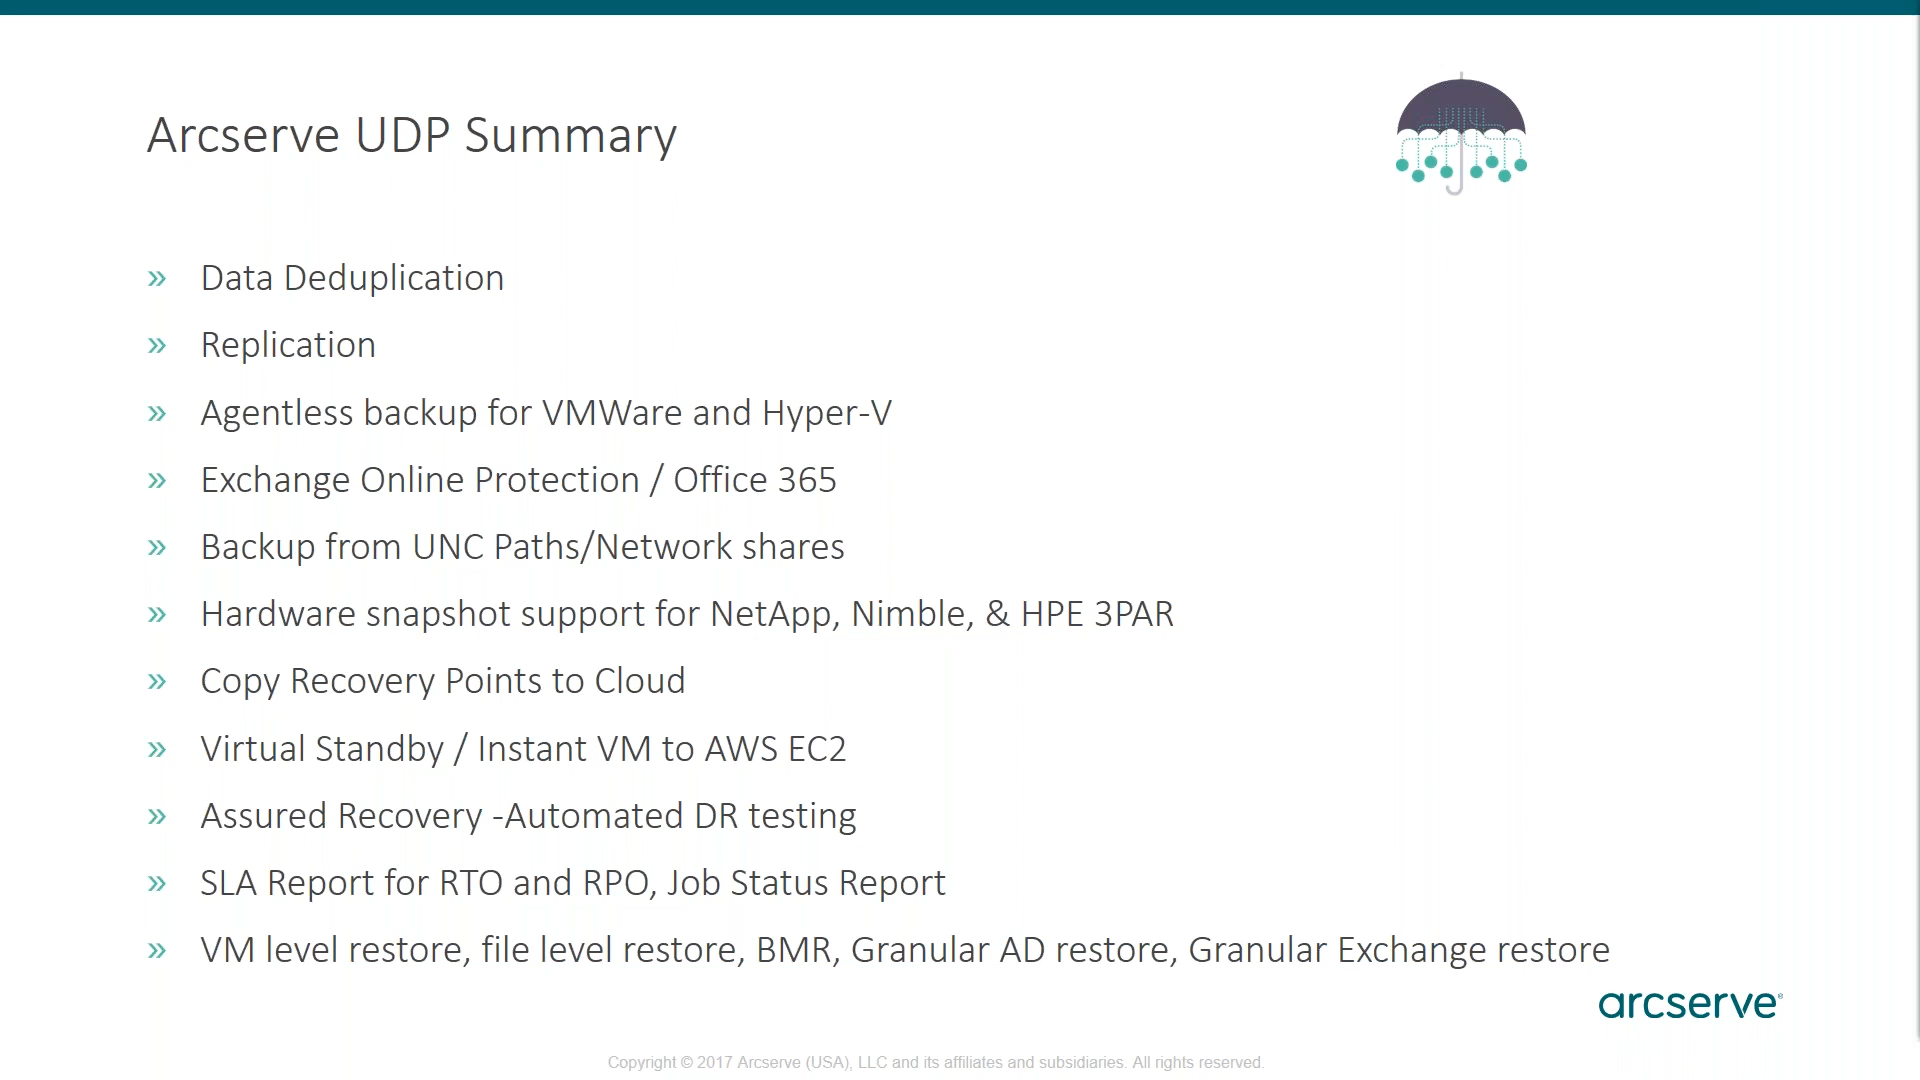 Arcserve UDP Summary
» Data Deduplication
» Replication
» Agentless backup for VMWare and Hyper-V
» Exchange Online Protection / Office 365
» Backup from UNC Paths/Network shares
» Hardware snapshot support for NetApp, Nimble, & HPE 3PAR
» Copy Recovery Points to Cloud
» Virtual Standby / Instant VM to AWS EC2
» Assured Recovery -Automated DR testing
» SLA Report for RTO and RPO, Job Status Report
» VM level restore, file level restore, BMR, Granular AD restore, Granular Exchange restore
arcserve®
Copyright © 2017 Arcserve (USA), LLC and its affiliates and subsidiaries. All rights reserved.